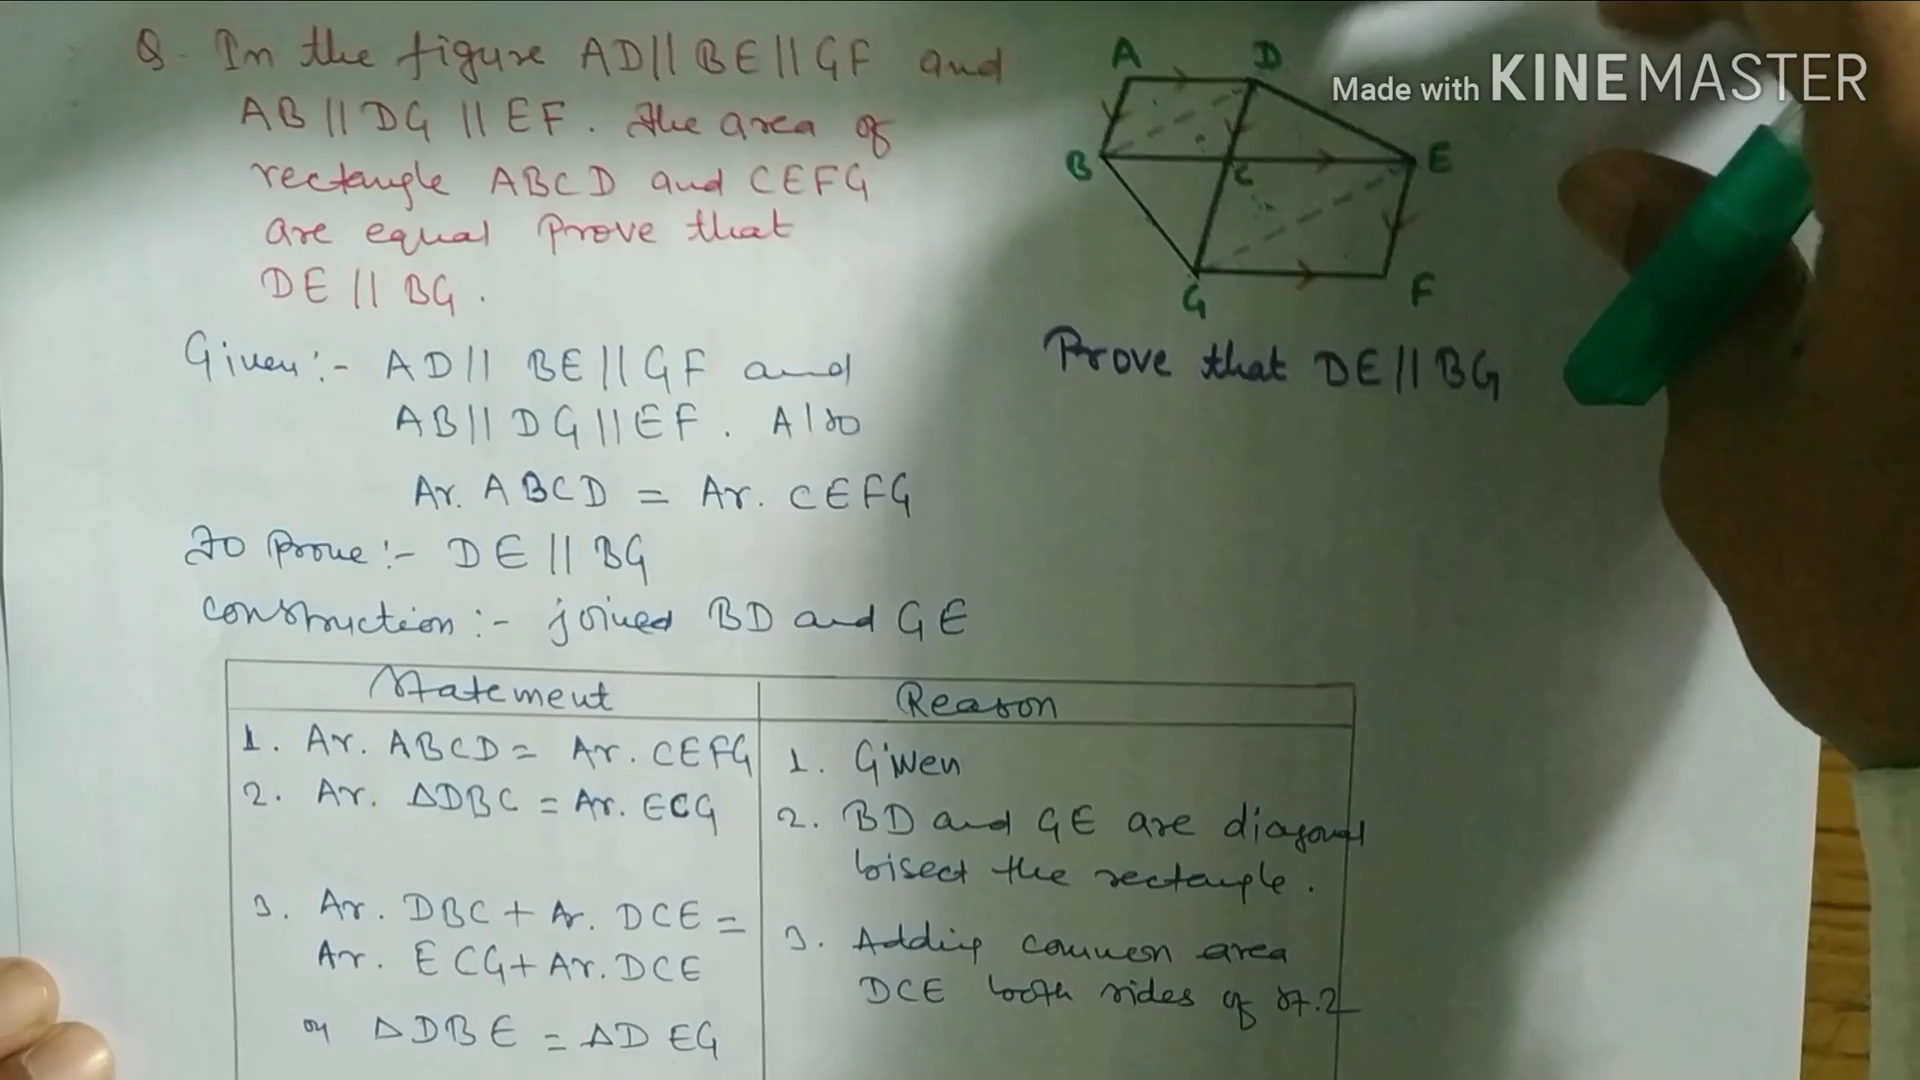 Q. In the figure AD || BE || GF and
AB || DG || EF. The area of
rectangle ABCD and CEFG
are equal Prove that
DE || BG.
A D
B C E
G F
Made with KINEMASTER
Prove that DE || BG
Given :- AD || BE || GF and
AB || DG || EF. Also
Ar. ABCD = Ar. CEFG
To Prove :- DE || BG
construction :- joined BD and GE
Statement Reason
1. Ar. ABCD = Ar. CEFG 1. Given
2. Ar. ΔDBC = Ar. ECG 2. BD and GE are diagonal
bisect the rectangle.
3. Ar. DBC + Ar. DCE = 3. Adding common area
Ar. ECG + Ar. DCE DCE both sides of st.2
or ΔDBE = ΔDEG